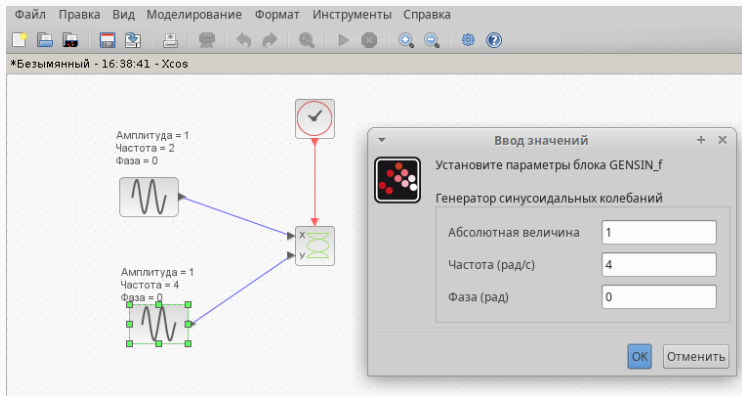 Файл Правка Вид Моделирование Формат Инструменты Справка
*Безымянный - 16:38:41 - Xcos
Амплитуда = 1
Частота = 2
Фаза = 0
X
y
Амплитуда = 1
Частота = 4
Фаза = 0
Ввод значений
Установите параметры блока GENSIN_f
Генератор синусоидальных колебаний
Абсолютная величина 1
Частота (рад/с) 4
Фаза (рад) 0
OK Отменить